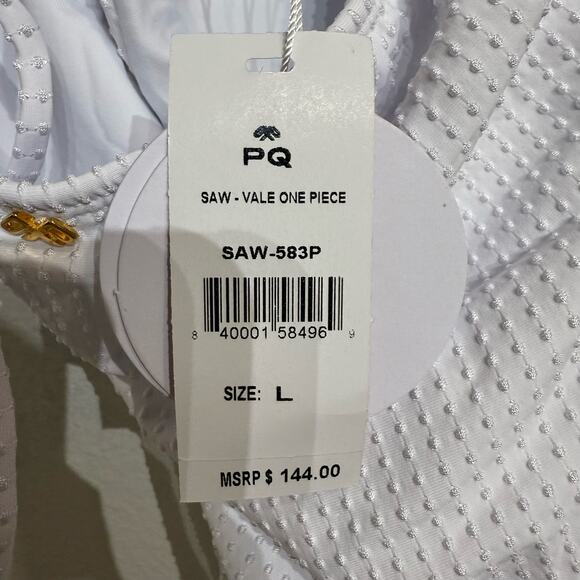 PQ
SAW - VALE ONE PIECE
SAW-583P
8 40001 58496 9
SIZE: L
MSRP $ 144.00